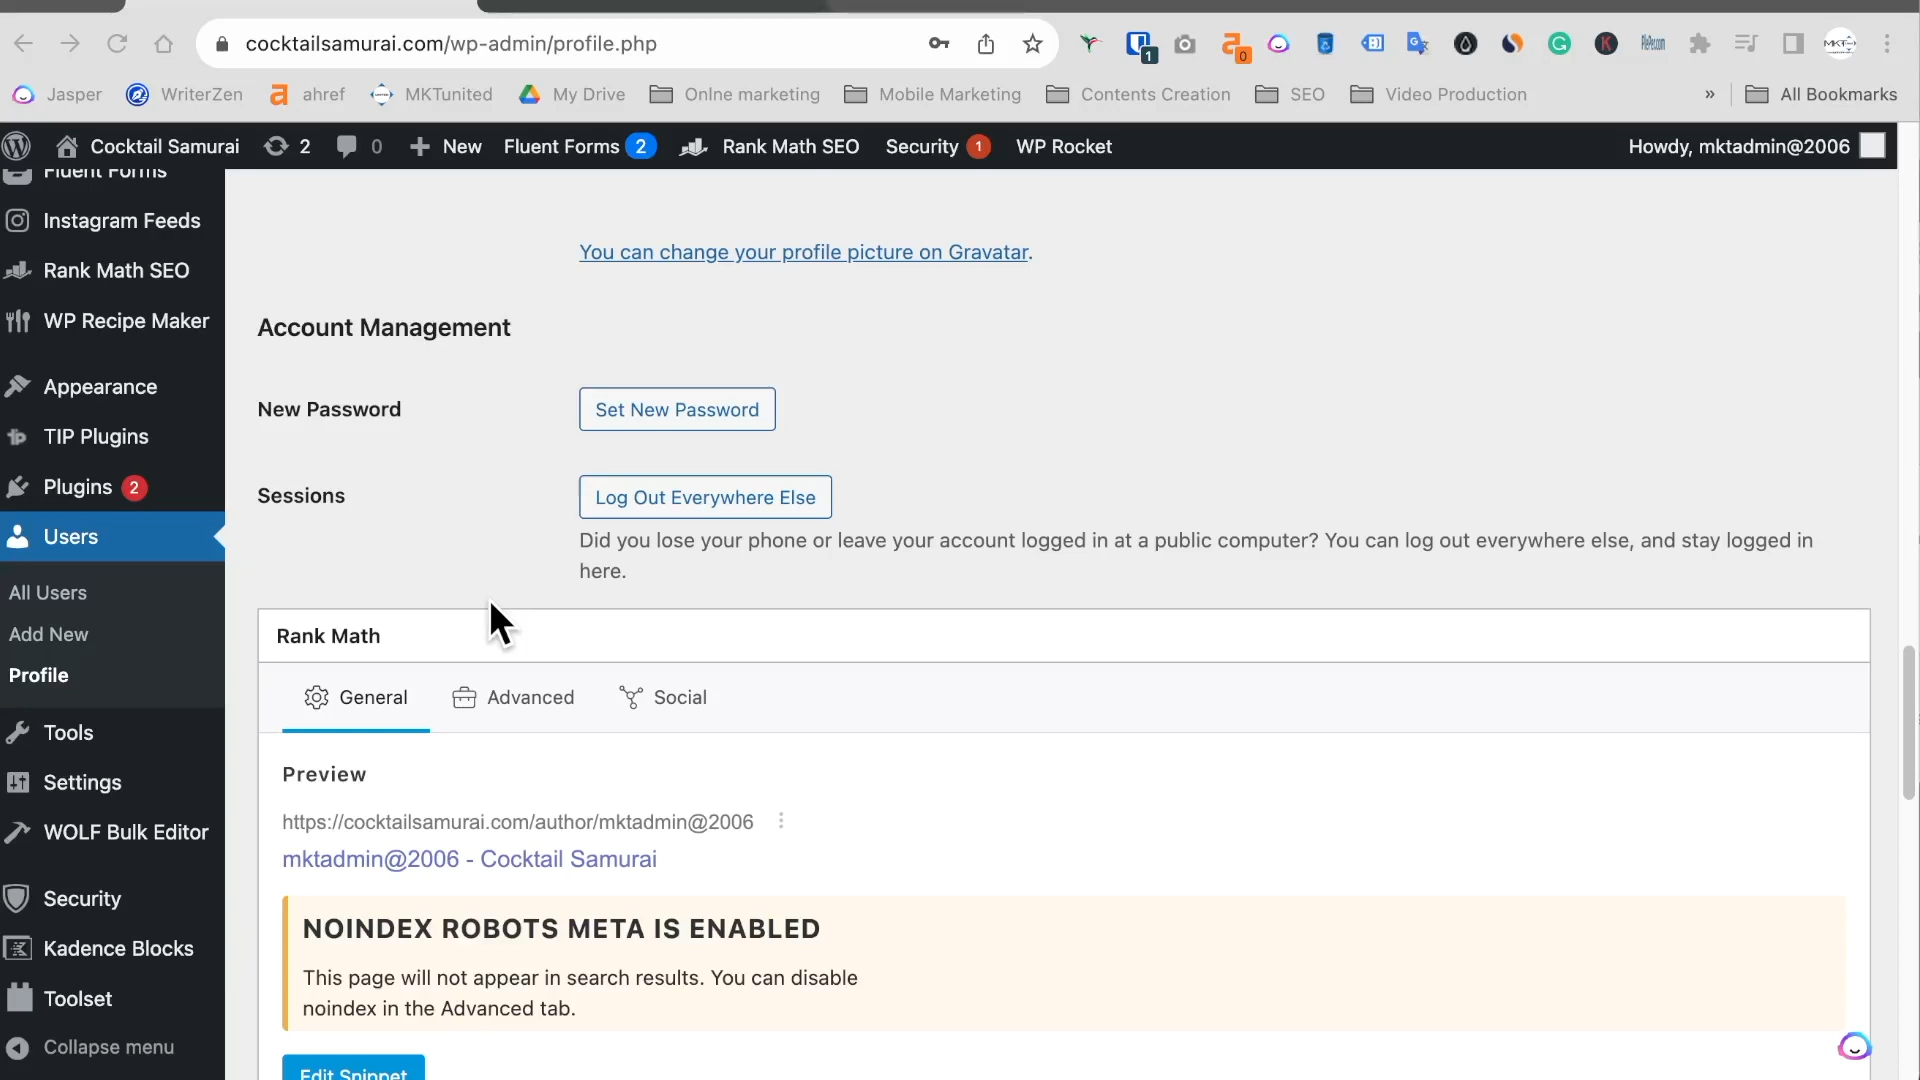 cocktailsamurai.com/wp-admin/profile.php
1
0
MKT
Jasper WriterZen ahref MKTunited My Drive Onlne marketing Mobile Marketing Contents Creation SEO Video Production » All Bookmarks
Cocktail Samurai 2 0 New Fluent Forms 2 Rank Math SEO Security 1 WP Rocket Howdy, mktadmin@2006
Fluent Forms
Instagram Feeds
Rank Math SEO
WP Recipe Maker
Appearance
TIP Plugins
Plugins 2
Users
All Users
Add New
Profile
Tools
Settings
WOLF Bulk Editor
Security
Kadence Blocks
Toolset
Collapse menu
You can change your profile picture on Gravatar.
Account Management
New Password Set New Password
Sessions Log Out Everywhere Else
Did you lose your phone or leave your account logged in at a public computer? You can log out everywhere else, and stay logged in
here.
Rank Math
General Advanced Social
Preview
https://cocktailsamurai.com/author/mktadmin@2006
mktadmin@2006 - Cocktail Samurai
NOINDEX ROBOTS META IS ENABLED
This page will not appear in search results. You can disable
noindex in the Advanced tab.
Edit Snippet